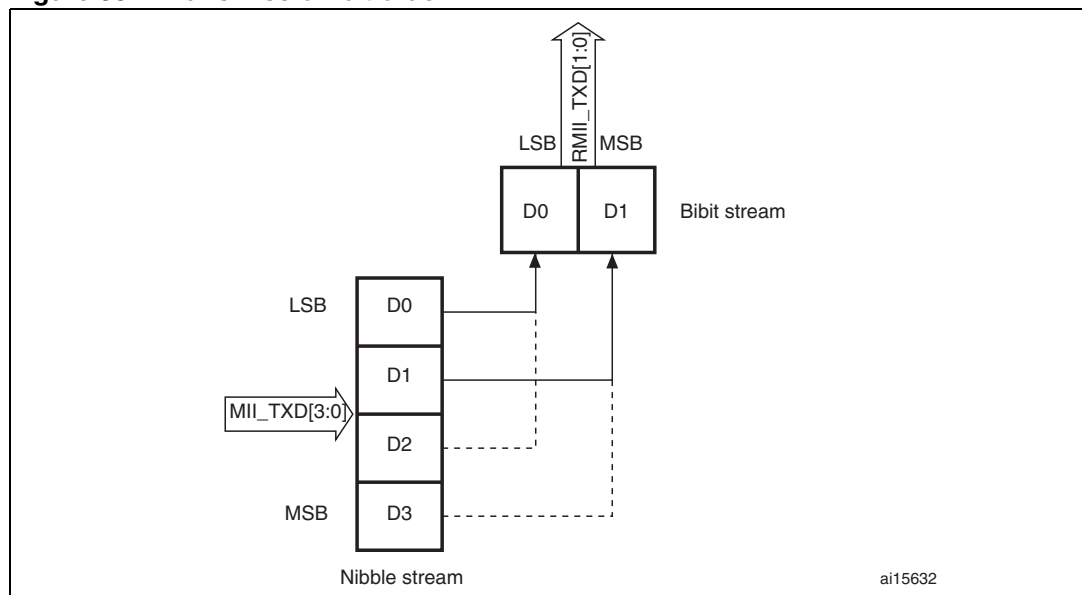 RMII_TXD[1:0]
LSB
MSB
D0
D1
Bibit stream
LSB
D0
D1
MII_TXD[3:0]
D2
MSB
D3
Nibble stream
ai15632